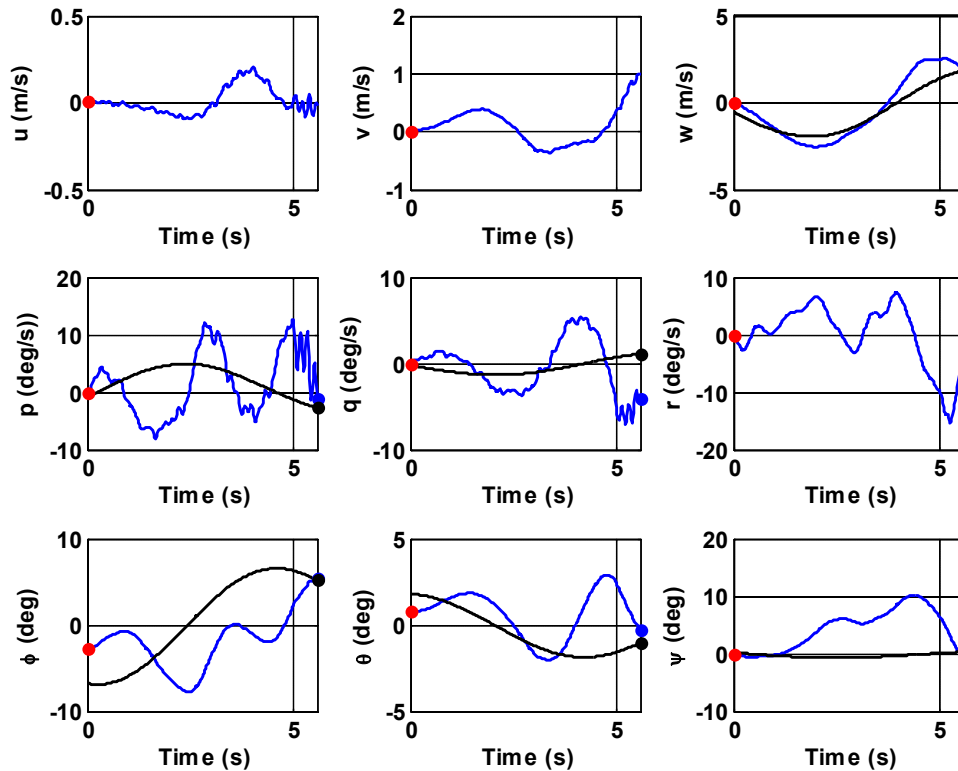 0.5
0
-0.5
u (m/s)
0
5
Time (s)
2
1
0
-1
v (m/s)
0
5
Time (s)
5
0
-5
w (m/s)
0
5
Time (s)
20
10
0
-10
p (deg/s))
0
5
Time (s)
10
0
-10
q (deg/s)
0
5
Time (s)
10
0
-10
-20
r (deg/s)
0
5
Time (s)
10
0
-10
ϕ (deg)
0
5
Time (s)
5
0
-5
θ (deg)
0
5
Time (s)
20
10
0
-10
ψ (deg)
0
5
Time (s)